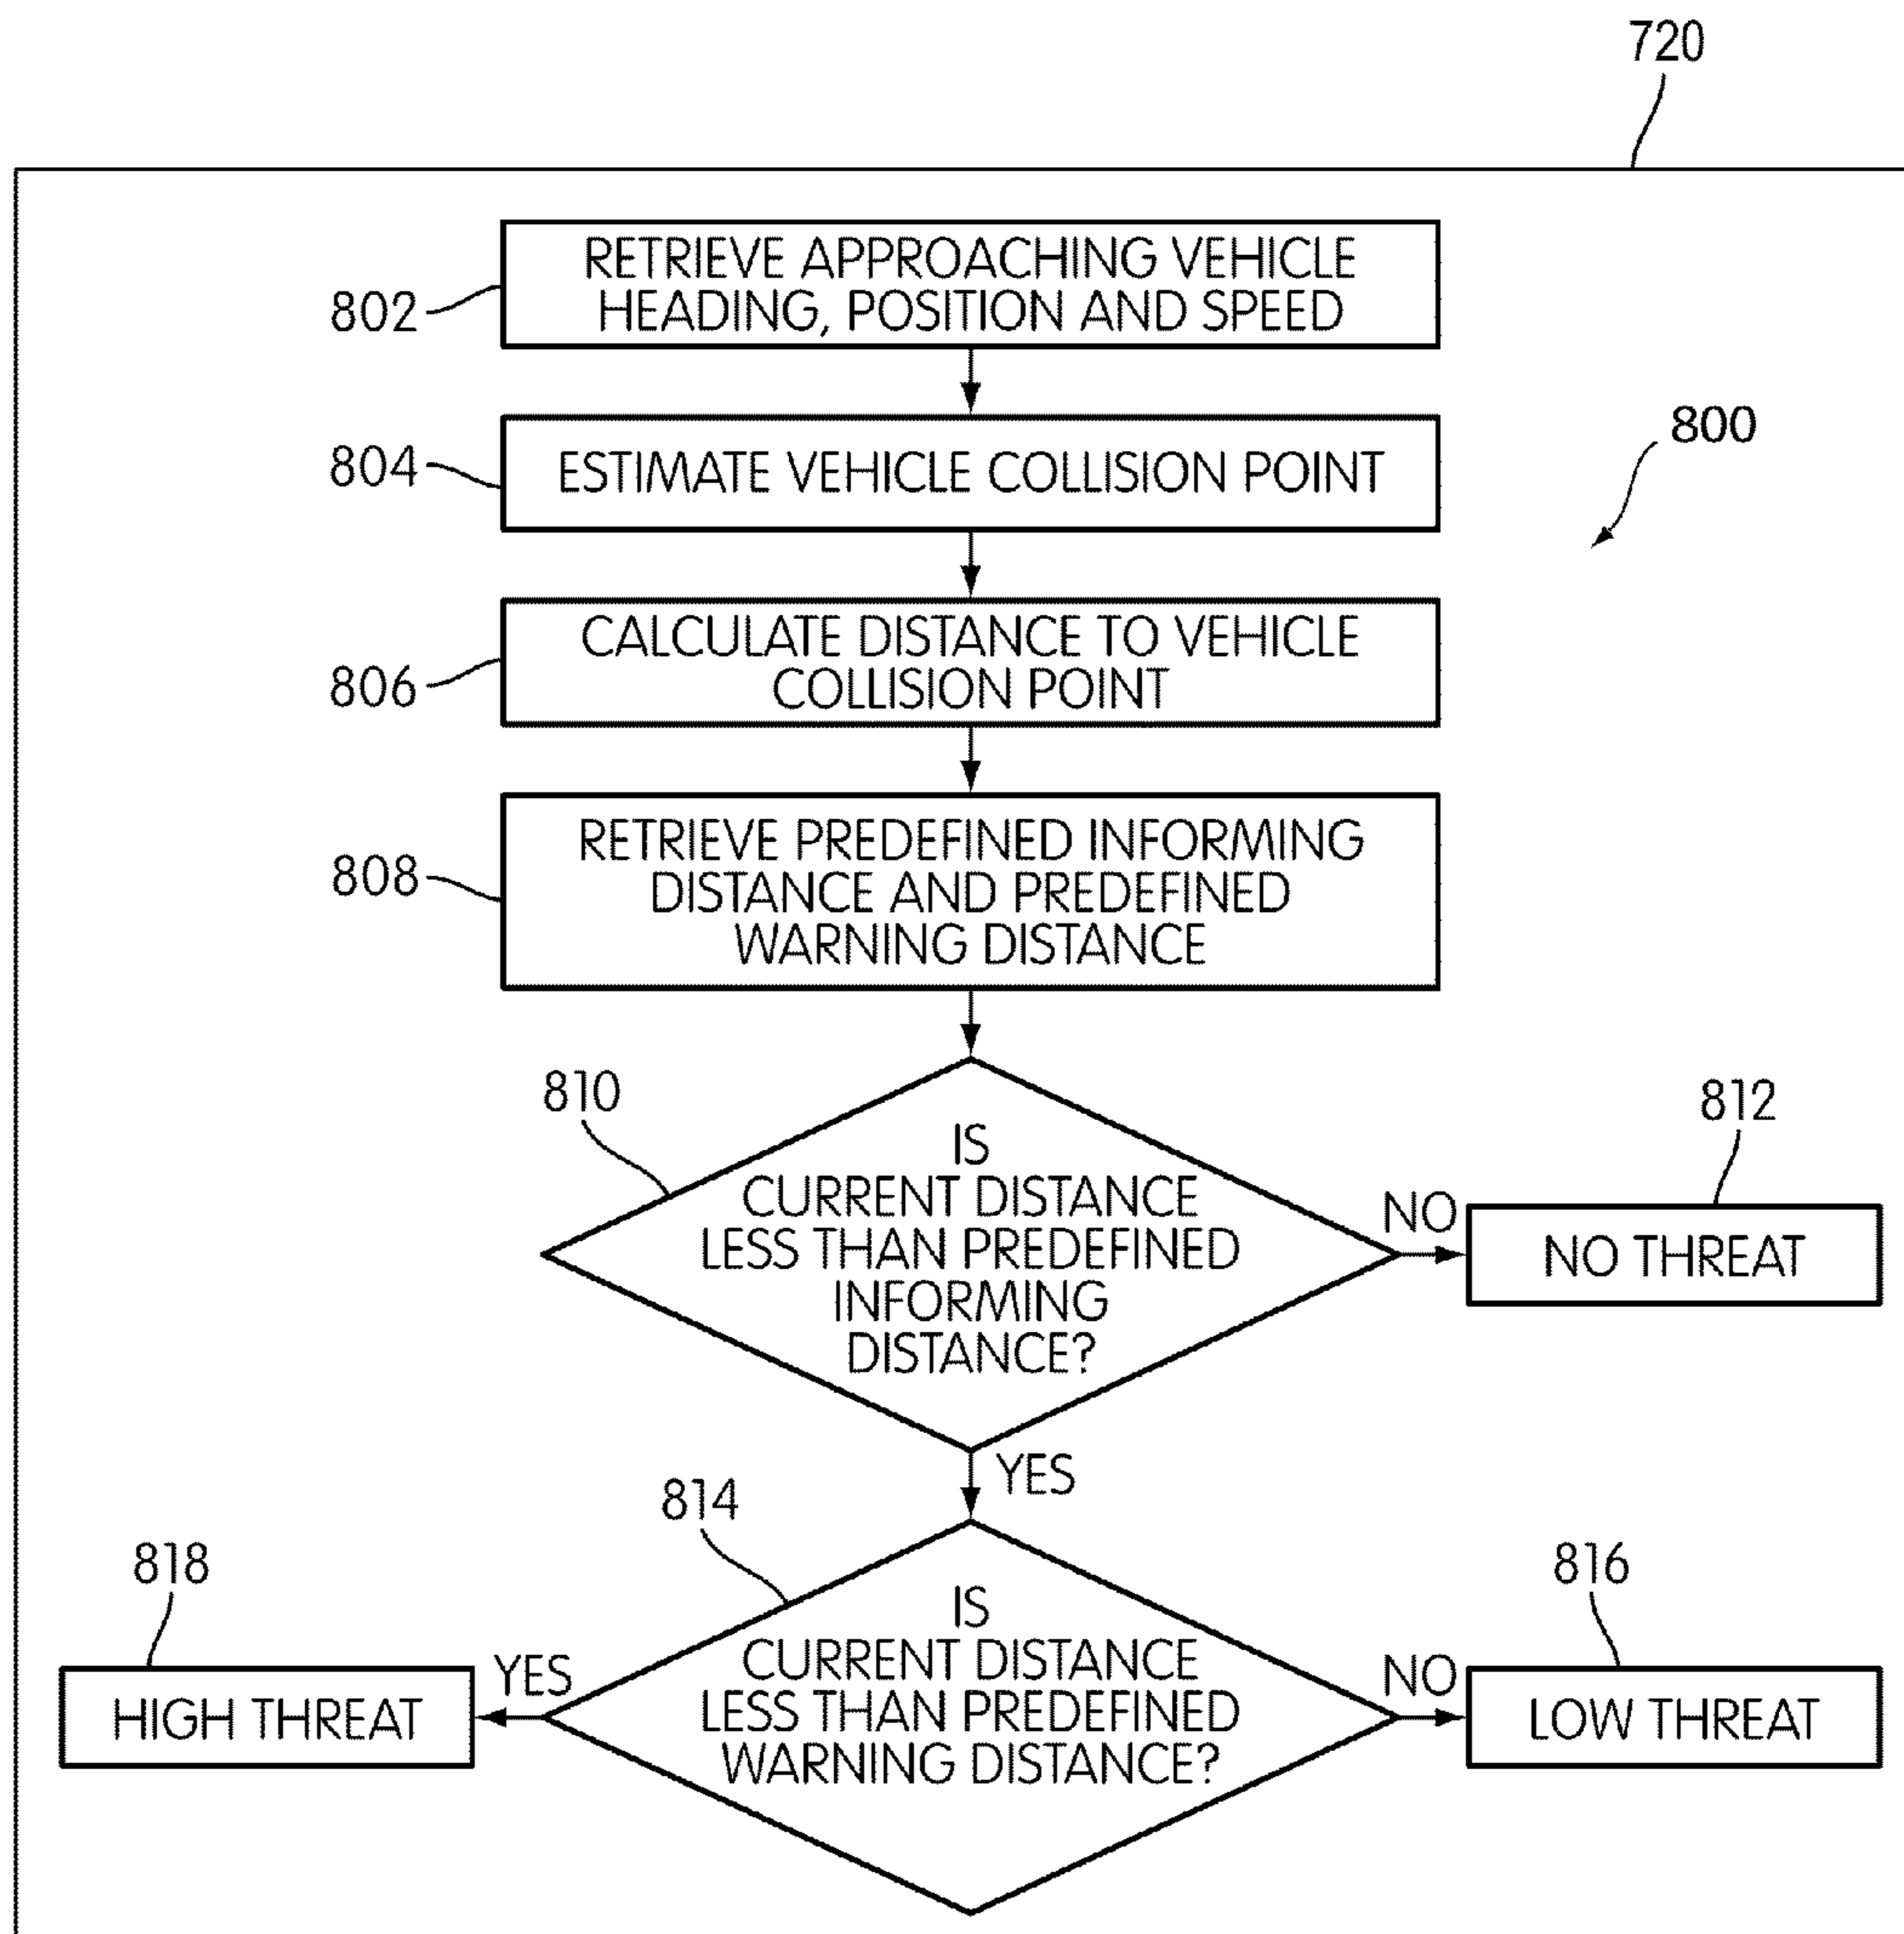 720
RETRIEVE APPROACHING VEHICLE
HEADING, POSITION AND SPEED
802
800
804
ESTIMATE VEHICLE COLLISION POINT
CALCULATE DISTANCE TO VEHICLE
COLLISION POINT
806
RETRIEVE PREDEFINED INFORMING
DISTANCE AND PREDEFINED
WARNING DISTANCE
808
810
IS
CURRENT DISTANCE
LESS THAN PREDEFINED
INFORMING
DISTANCE?
NO
812
NO THREAT
YES
814
IS
CURRENT DISTANCE
LESS THAN PREDEFINED
WARNING DISTANCE?
818
YES
HIGH THREAT
816
NO
LOW THREAT